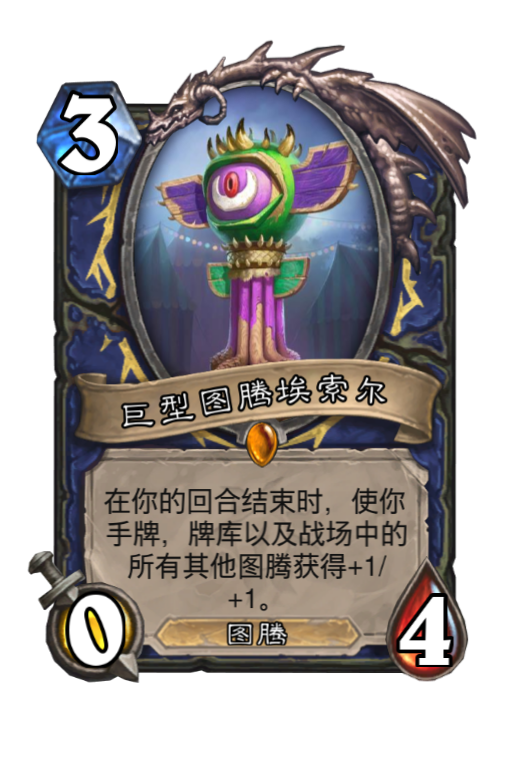 3
巨型图腾埃索尔
在你的回合结束时，使你
手牌，牌库以及战场中的
所有其他图腾获得+1/
+1。
0
图腾
4